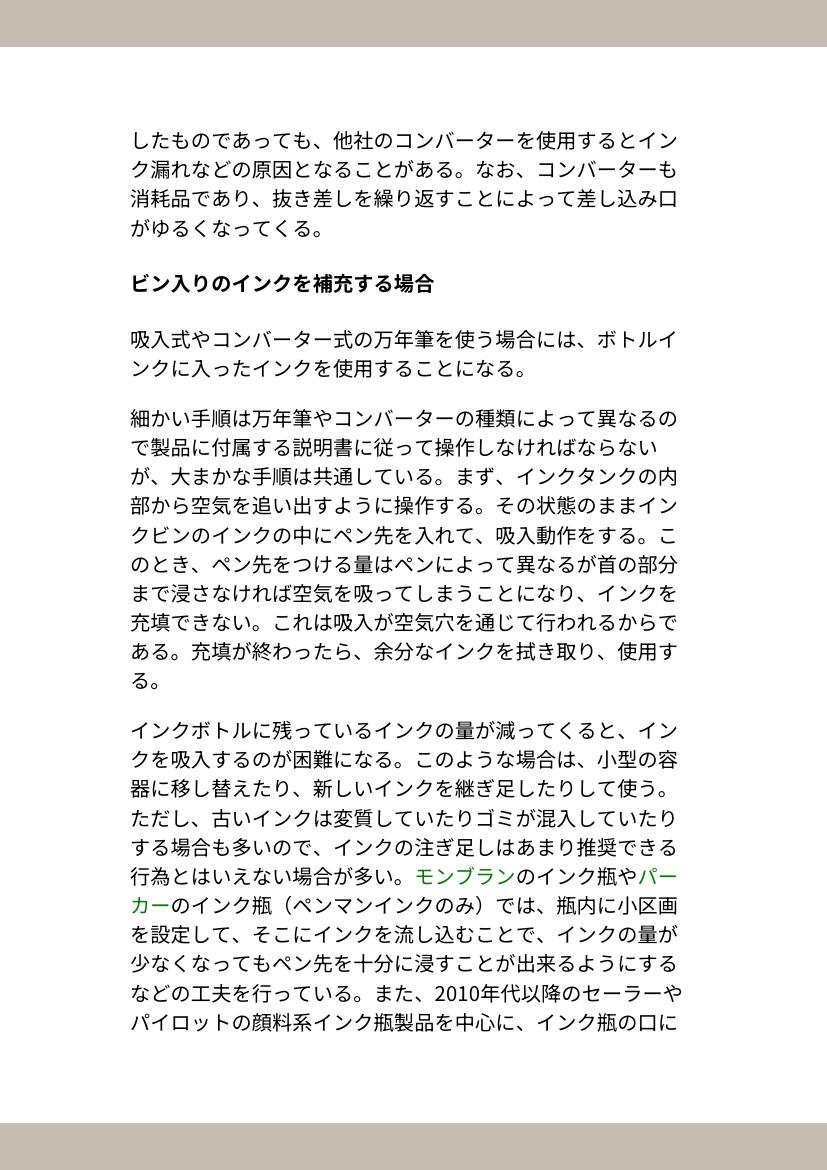 したものであっても、他社のコンバーターを使用するとイン
ク漏れなどの原因となることがある。なお、コンバーターも
消耗品であり、抜き差しを繰り返すことによって差し込み口
がゆるくなってくる。
ビン入りのインクを補充する場合
吸入式やコンバーター式の万年筆を使う場合には、ボトルイ
ンクに入ったインクを使用することになる。
細かい手順は万年筆やコンバーターの種類によって異なるの
で製品に付属する説明書に従って操作しなければならない
が、大まかな手順は共通している。まず、インクタンクの内
部から空気を追い出すように操作する。その状態のままイン
クビンのインクの中にペン先を入れて、吸入動作をする。こ
のとき、ペン先をつける量はペンによって異なるが首の部分
まで浸さなければ空気を吸ってしまうことになり、インクを
充填できない。これは吸入が空気穴を通じて行われるからで
ある。充填が終わったら、余分なインクを拭き取り、使用す
る。
インクボトルに残っているインクの量が減ってくると、イン
クを吸入するのが困難になる。このような場合は、小型の容
器に移し替えたり、新しいインクを継ぎ足したりして使う。
ただし、古いインクは変質していたりゴミが混入していたり
する場合も多いので、インクの注ぎ足しはあまり推奨できる
行為とはいえない場合が多い。モンブランのインク瓶やパー
カーのインク瓶（ペンマンインクのみ）では、瓶内に小区画
を設定して、そこにインクを流し込むことで、インクの量が
少なくなってもペン先を十分に浸すことが出来るようにする
などの工夫を行っている。また、2010年代以降のセーラーや
パイロットの顔料系インク瓶製品を中心に、インク瓶の口に